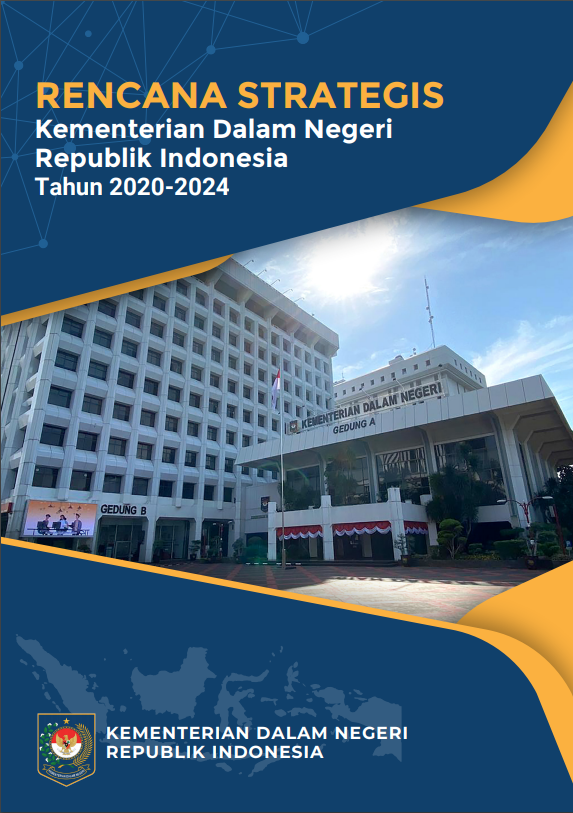 RENCANA STRATEGIS
Kementerian Dalam Negeri
Republik Indonesia
Tahun 2020-2024
KEMENTERIAN DALAM NEGERI
GEDUNG A
GEDUNG B
KEMENTERIAN DALAM NEGERI
REPUBLIK INDONESIA